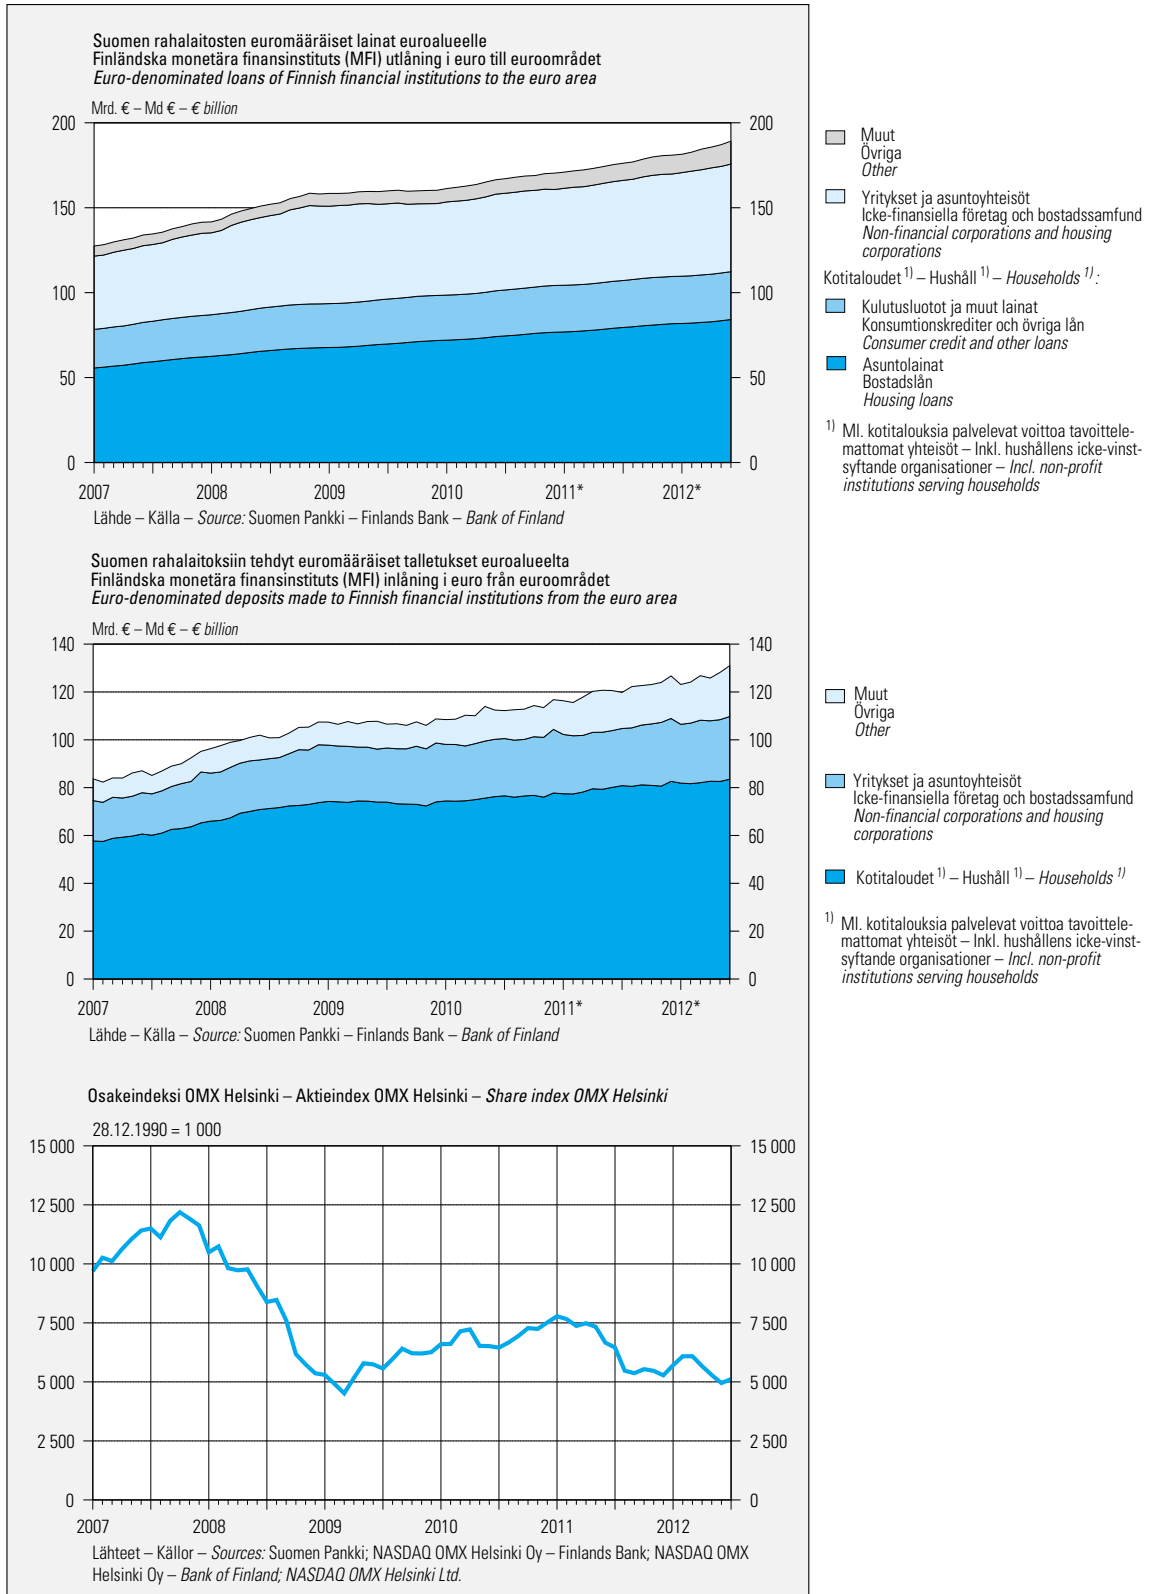 Suomen rahalaitosten euromääräiset lainat euroalueelle
Finländska monetära finansinstituts (MFI) utlåning i euro till euroområdet
Euro-denominated loans of Finnish financial institutions to the euro area
Mrd. € – Md € – € billion
200 200
150 150
100 100
50 50
0 0
2007 2008 2009 2010 2011* 2012*
Lähde – Källa – Source: Suomen Pankki – Finlands Bank – Bank of Finland
Muut
Övriga
Other
Yritykset ja asuntoyhteisöt
Icke-finansiella företag och bostadssamfund
Non-financial corporations and housing
corporations
Kotitaloudet 1) – Hushåll 1) – Households 1) :
Kulutusluotot ja muut lainat
Konsumtionskrediter och övriga lån
Consumer credit and other loans
Asuntolainat
Bostadslån
Housing loans
1) Ml. kotitalouksia palvelevat voittoa tavoittele-
mattomat yhteisöt – Inkl. hushållens icke-vinst-
syftande organisationer – Incl. non-profit
institutions serving households
Suomen rahalaitoksiin tehdyt euromääräiset talletukset euroalueelta
Finländska monetära finansinstituts (MFI) inlåning i euro från euroområdet
Euro-denominated deposits made to Finnish financial institutions from the euro area
Mrd. € – Md € – € billion
140 140
120 120
100 100
80 80
60 60
40 40
20 20
0 0
2007 2008 2009 2010 2011* 2012*
Lähde – Källa – Source: Suomen Pankki – Finlands Bank – Bank of Finland
Muut
Övriga
Other
Yritykset ja asuntoyhteisöt
Icke-finansiella företag och bostadssamfund
Non-financial corporations and housing
corporations
Kotitaloudet 1) – Hushåll 1) – Households 1)
1) Ml. kotitalouksia palvelevat voittoa tavoittele-
mattomat yhteisöt – Inkl. hushållens icke-vinst-
syftande organisationer – Incl. non-profit
institutions serving households
Osakeindeksi OMX Helsinki – Aktieindex OMX Helsinki – Share index OMX Helsinki
28.12.1990 = 1 000
15 000 15 000
12 500 12 500
10 000 10 000
7 500 7 500
5 000 5 000
2 500 2 500
0 0
2007 2008 2009 2010 2011 2012
Lähteet – Källor – Sources: Suomen Pankki; NASDAQ OMX Helsinki Oy – Finlands Bank; NASDAQ OMX
Helsinki Oy – Bank of Finland; NASDAQ OMX Helsinki Ltd.